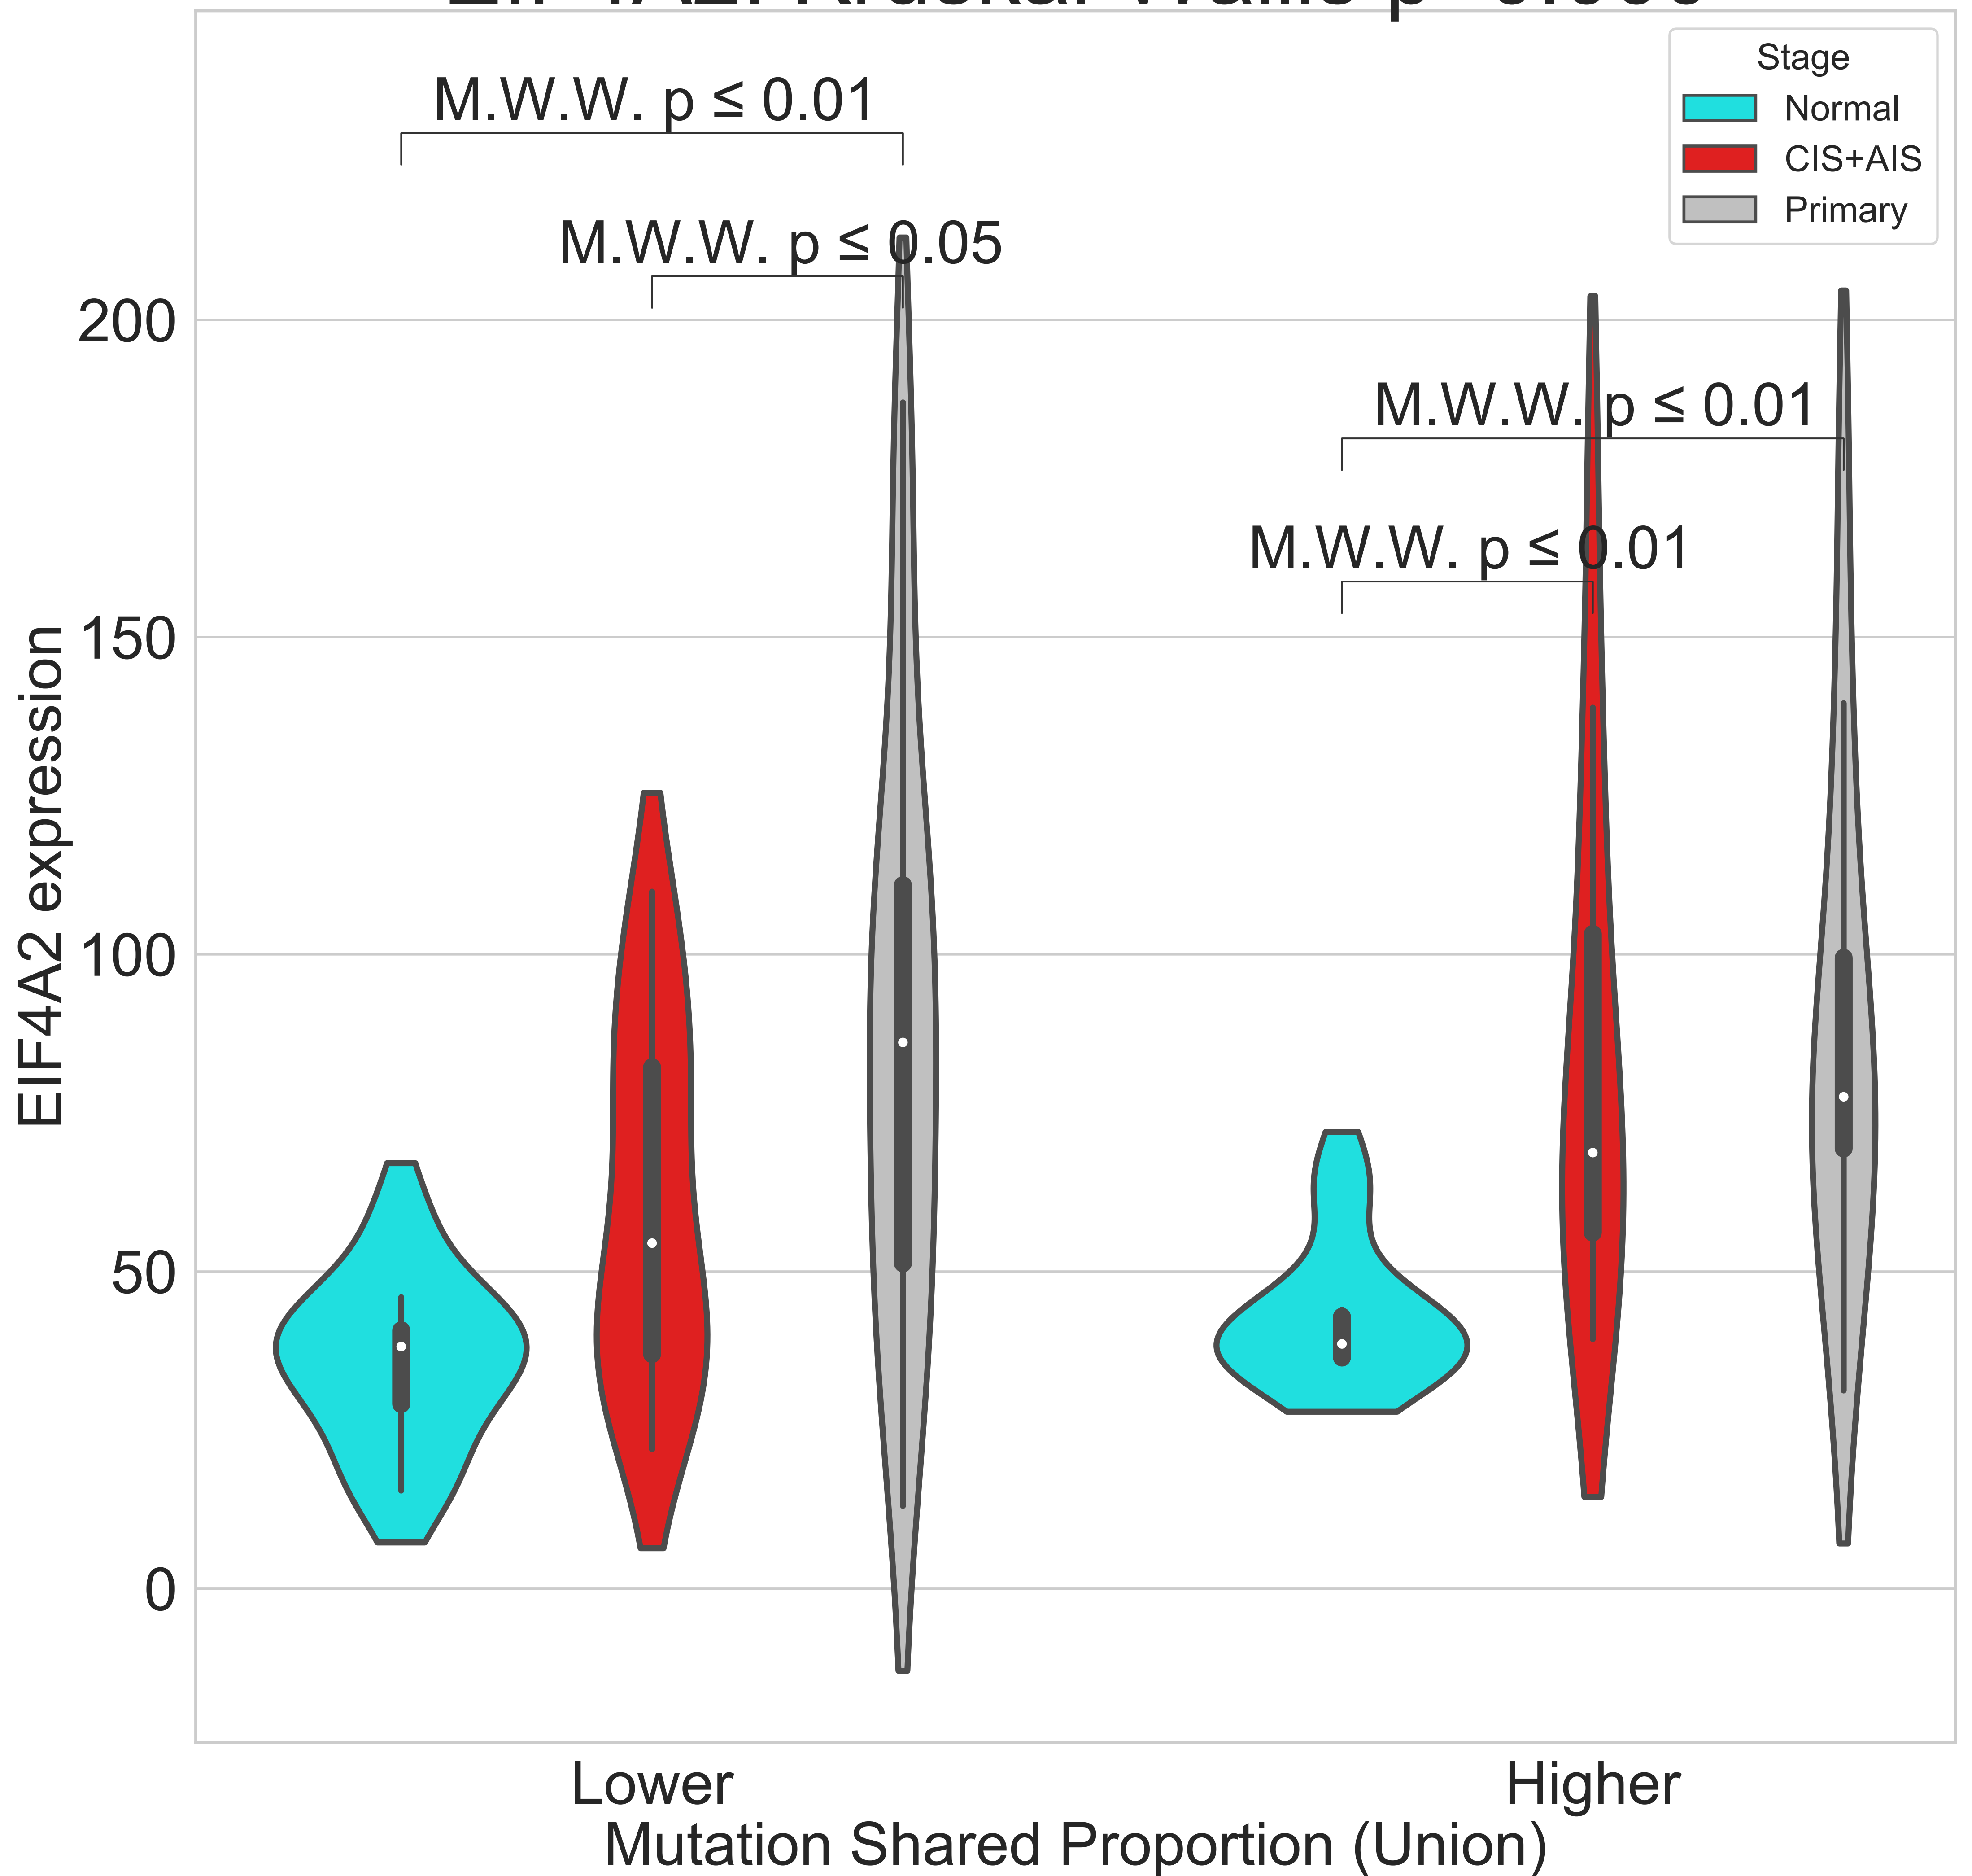 Stage
Normal
CIS+AIS
Primary
M.W.W. p ≤ 0.01
M.W.W. p ≤ 0.05
M.W.W. p ≤ 0.01
M.W.W. p ≤ 0.01
200
150
100
50
0
EIF4A2 expression
Lower
Higher
Mutation Shared Proportion (Union)